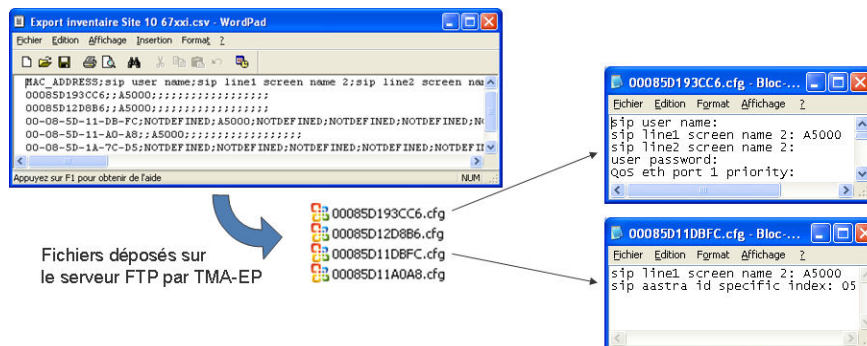 Export inventaire Site 10 67xxi.csv - WordPad
Fichier Edition Affichage Insertion Format ?
MAC_ADDRESS;sip user name;sip line1 screen name 2;sip line2 screen nam
00085D193CC6;;A5000;;;;;;;;;;;;;;;;;;
00085D12D8B6;;A5000;;;;;;;;;;;;;;;;;;
00-08-5D-11-DB-FC;NOTDEFINED;A5000;NOTDEFINED;NOTDEFINED;NOTDEFINED;N
00-08-5D-11-A0-A8;;A5000;;;;;;;;;;;;;;;;;;
00-08-5D-1A-7C-D5;NOTDEFINED;NOTDEFINED;NOTDEFINED;NOTDEFINED;NOTDEFI
Appuyez sur F1 pour obtenir de l'aide
NUM
Fichiers déposés sur
le serveur FTP par TMA-EP
00085D193CC6.cfg
00085D12D8B6.cfg
00085D11DBFC.cfg
00085D11A0A8.cfg
00085D193CC6.cfg - Bloc-...
Fichier Edition Format Affichage ?
sip user name:
sip line1 screen name 2: A5000
sip line2 screen name 2:
user password:
QoS eth port 1 priority:
00085D11DBFC.cfg - Bloc-...
Fichier Edition Format Affichage ?
sip line1 screen name 2: A5000
sip aastra id specific index: 05